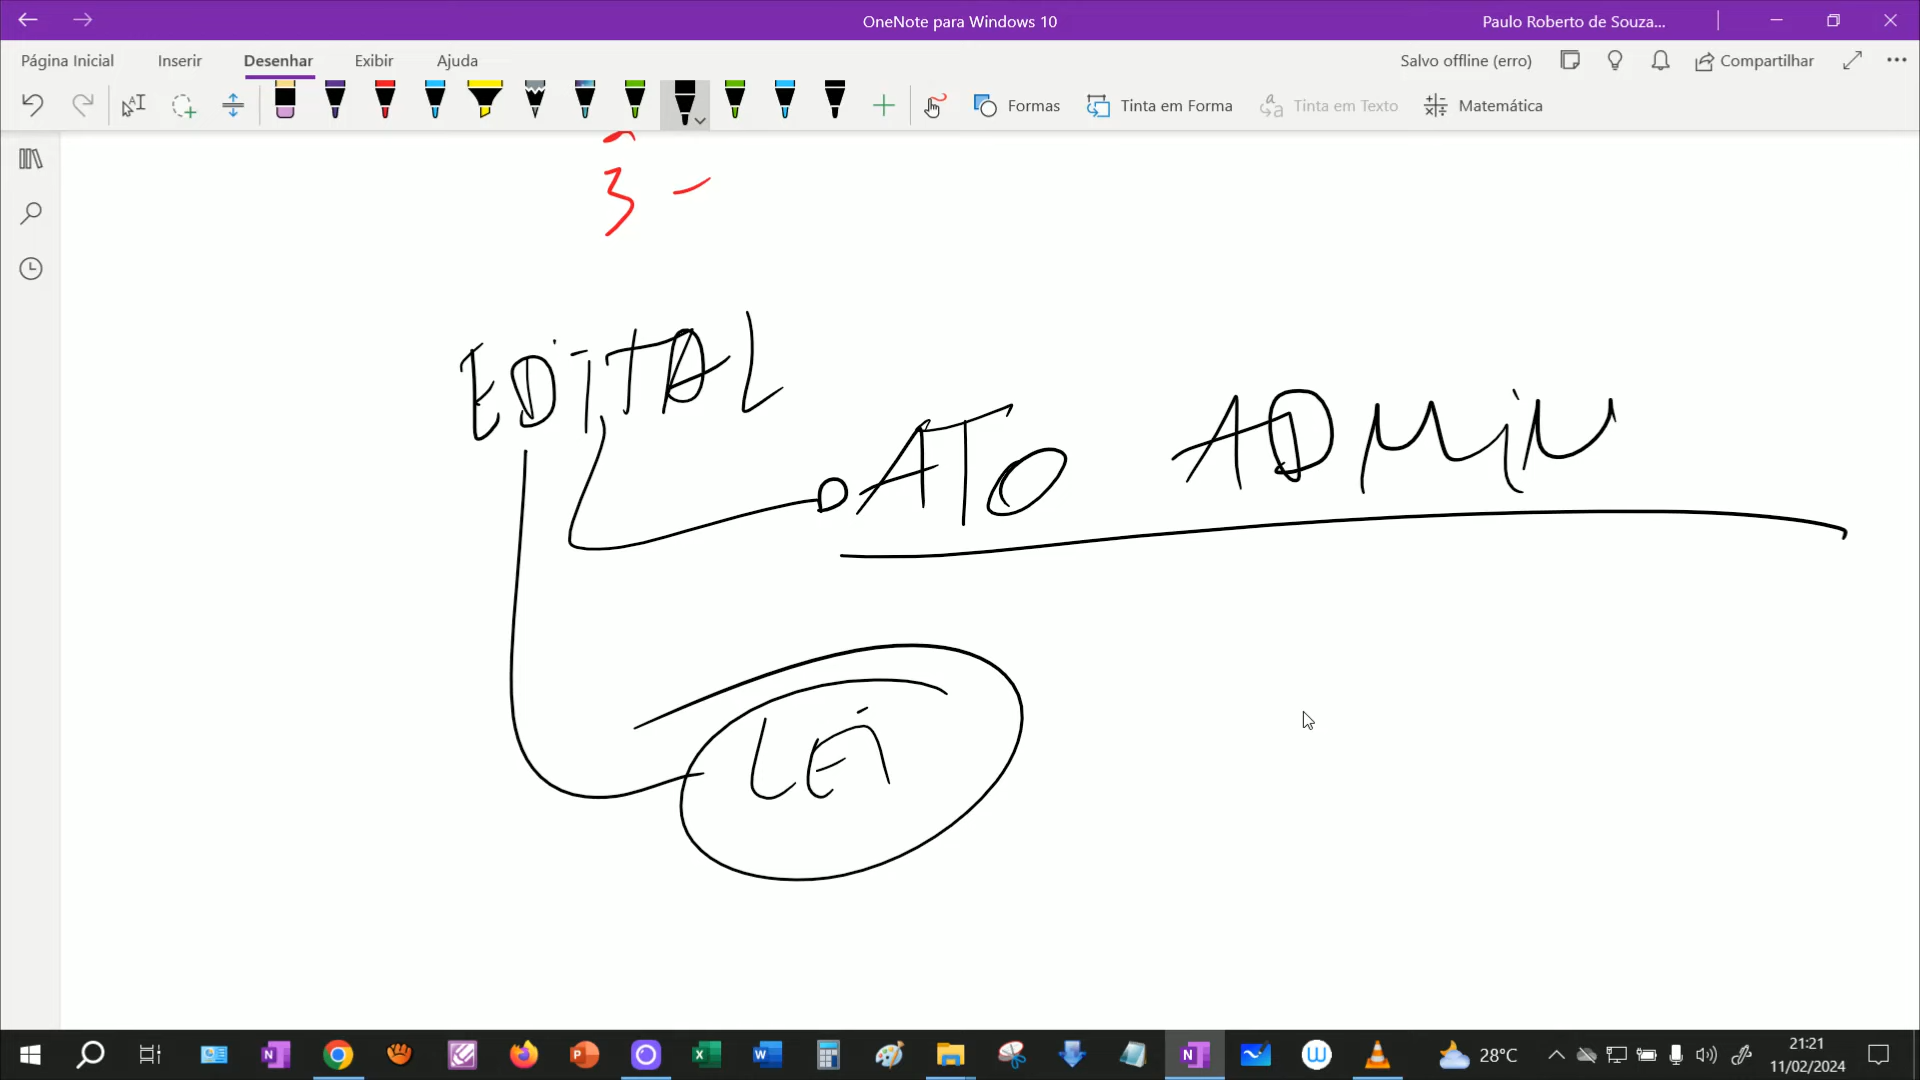 OneNote para Windows 10
Paulo Roberto de Souza...
Página Inicial Inserir Desenhar Exibir Ajuda
Salvo offline (erro) Compartilhar
Formas Tinta em Forma Tinta em Texto Matemática
3 -
EDITAL
ATO ADMIN
LEI
28°C
21:21
11/02/2024